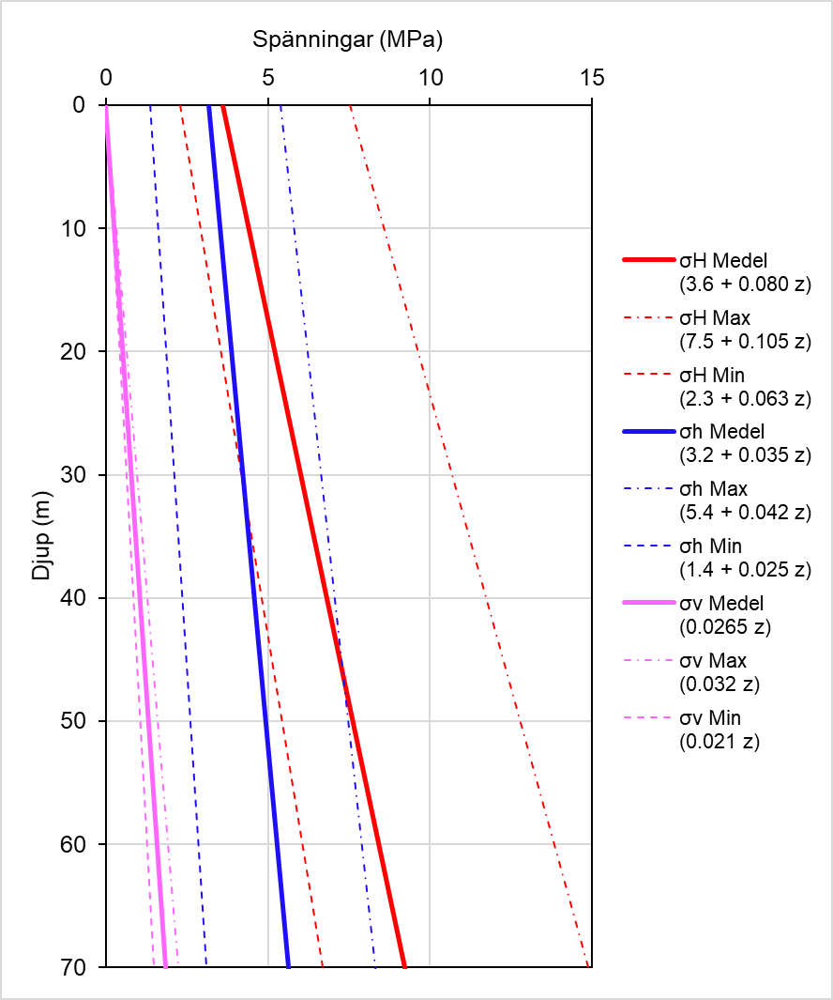 Spänningar (MPa)
0 5 10 15
0
10
20
30
40
50
60
70
Djup (m)
σH Medel
(3.6 + 0.080 z)
σH Max
(7.5 + 0.105 z)
σH Min
(2.3 + 0.063 z)
σh Medel
(3.2 + 0.035 z)
σh Max
(5.4 + 0.042 z)
σh Min
(1.4 + 0.025 z)
σv Medel
(0.0265 z)
σv Max
(0.032 z)
σv Min
(0.021 z)